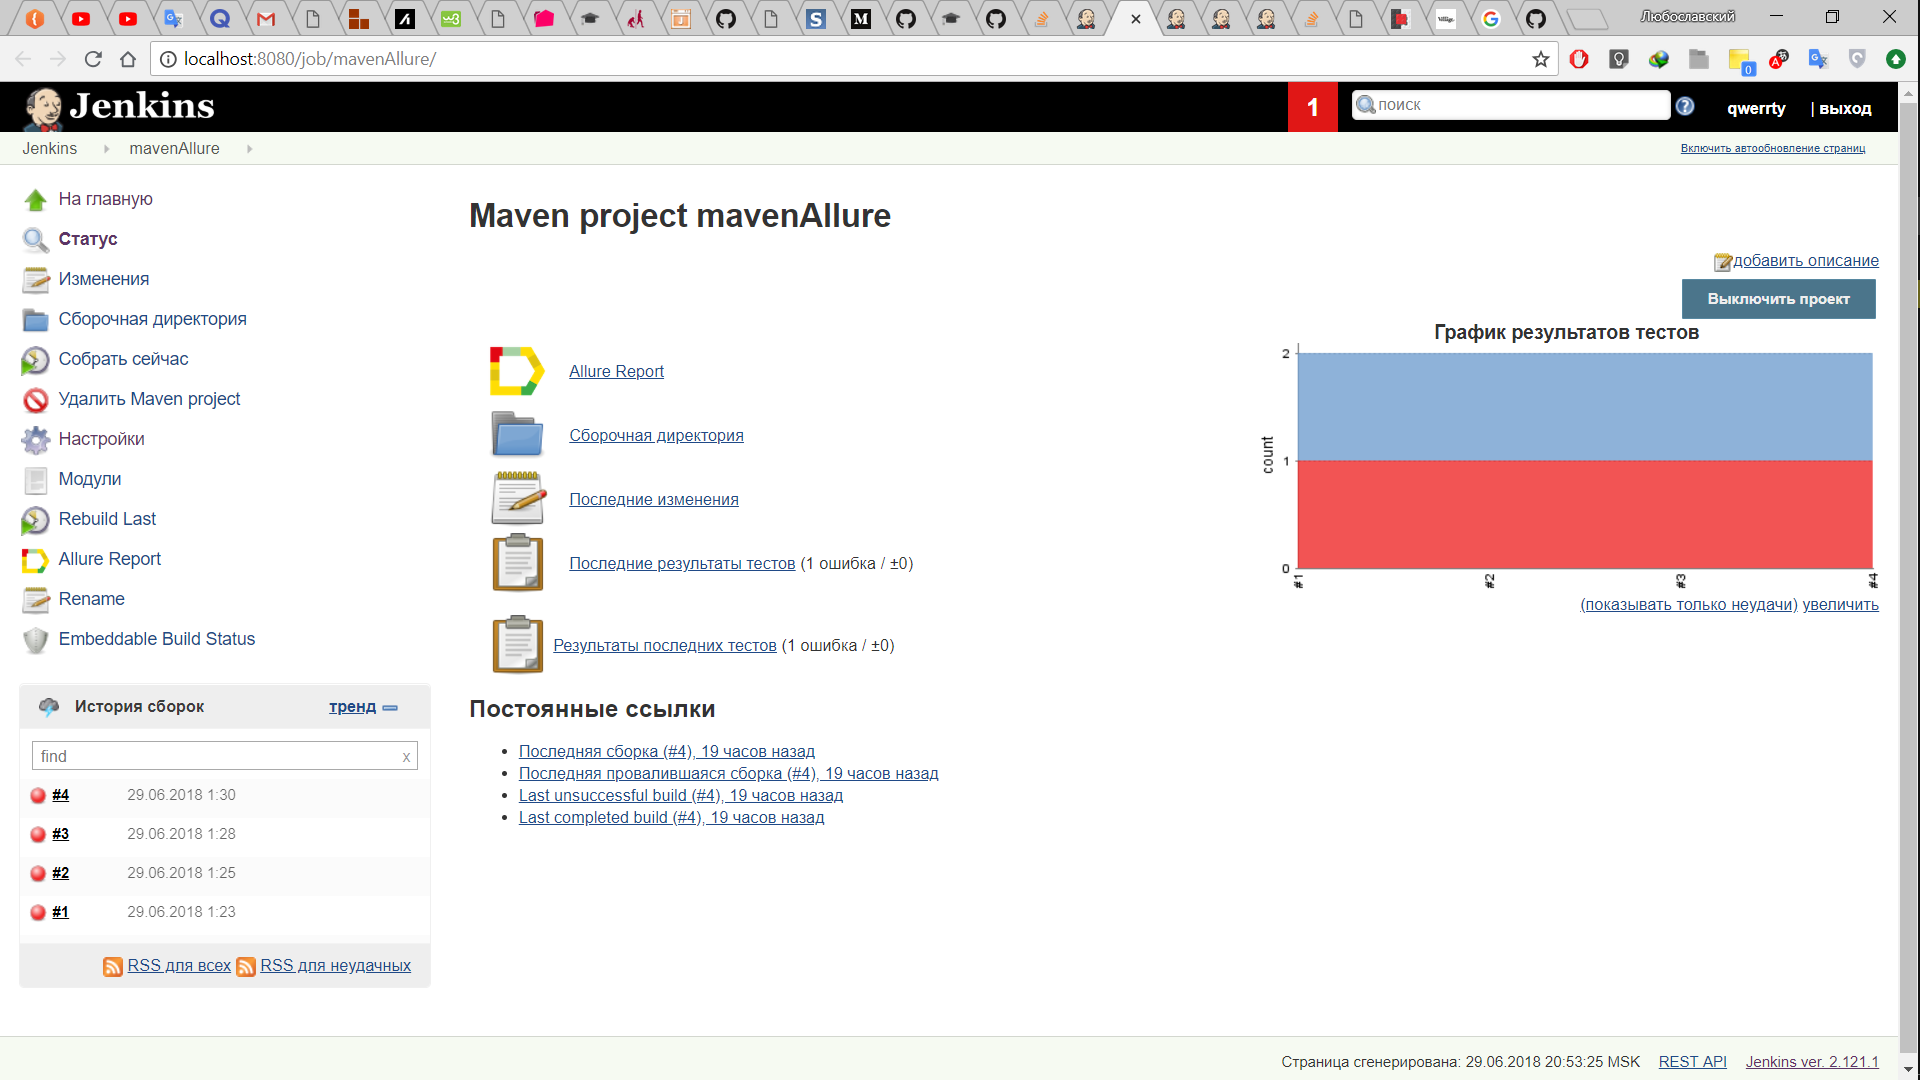 Любославский
localhost:8080/job/mavenAllure/
0
Jenkins
1
поиск
qwerrty
| выход
Jenkins
mavenAllure
Включить автообновление страниц
На главную
Статус
Изменения
Сборочная директория
Собрать сейчас
Удалить Maven project
Настройки
Модули
Rebuild Last
Allure Report
Rename
Embeddable Build Status
История сборок
тренд
find
x
#4 29.06.2018 1:30
#3 29.06.2018 1:28
#2 29.06.2018 1:25
#1 29.06.2018 1:23
RSS для всех RSS для неудачных
Maven project mavenAllure
добавить описание
Выключить проект
Allure Report
Сборочная директория
Последние изменения
Последние результаты тестов (1 ошибка / ±0)
Результаты последних тестов (1 ошибка / ±0)
График результатов тестов
2
1
0
count
#1
#2
#3
#4
(показывать только неудачи) увеличить
Постоянные ссылки
Последняя сборка (#4), 19 часов назад
Последняя провалившаяся сборка (#4), 19 часов назад
Last unsuccessful build (#4), 19 часов назад
Last completed build (#4), 19 часов назад
Страница сгенерирована: 29.06.2018 20:53:25 MSK
REST API
Jenkins ver. 2.121.1